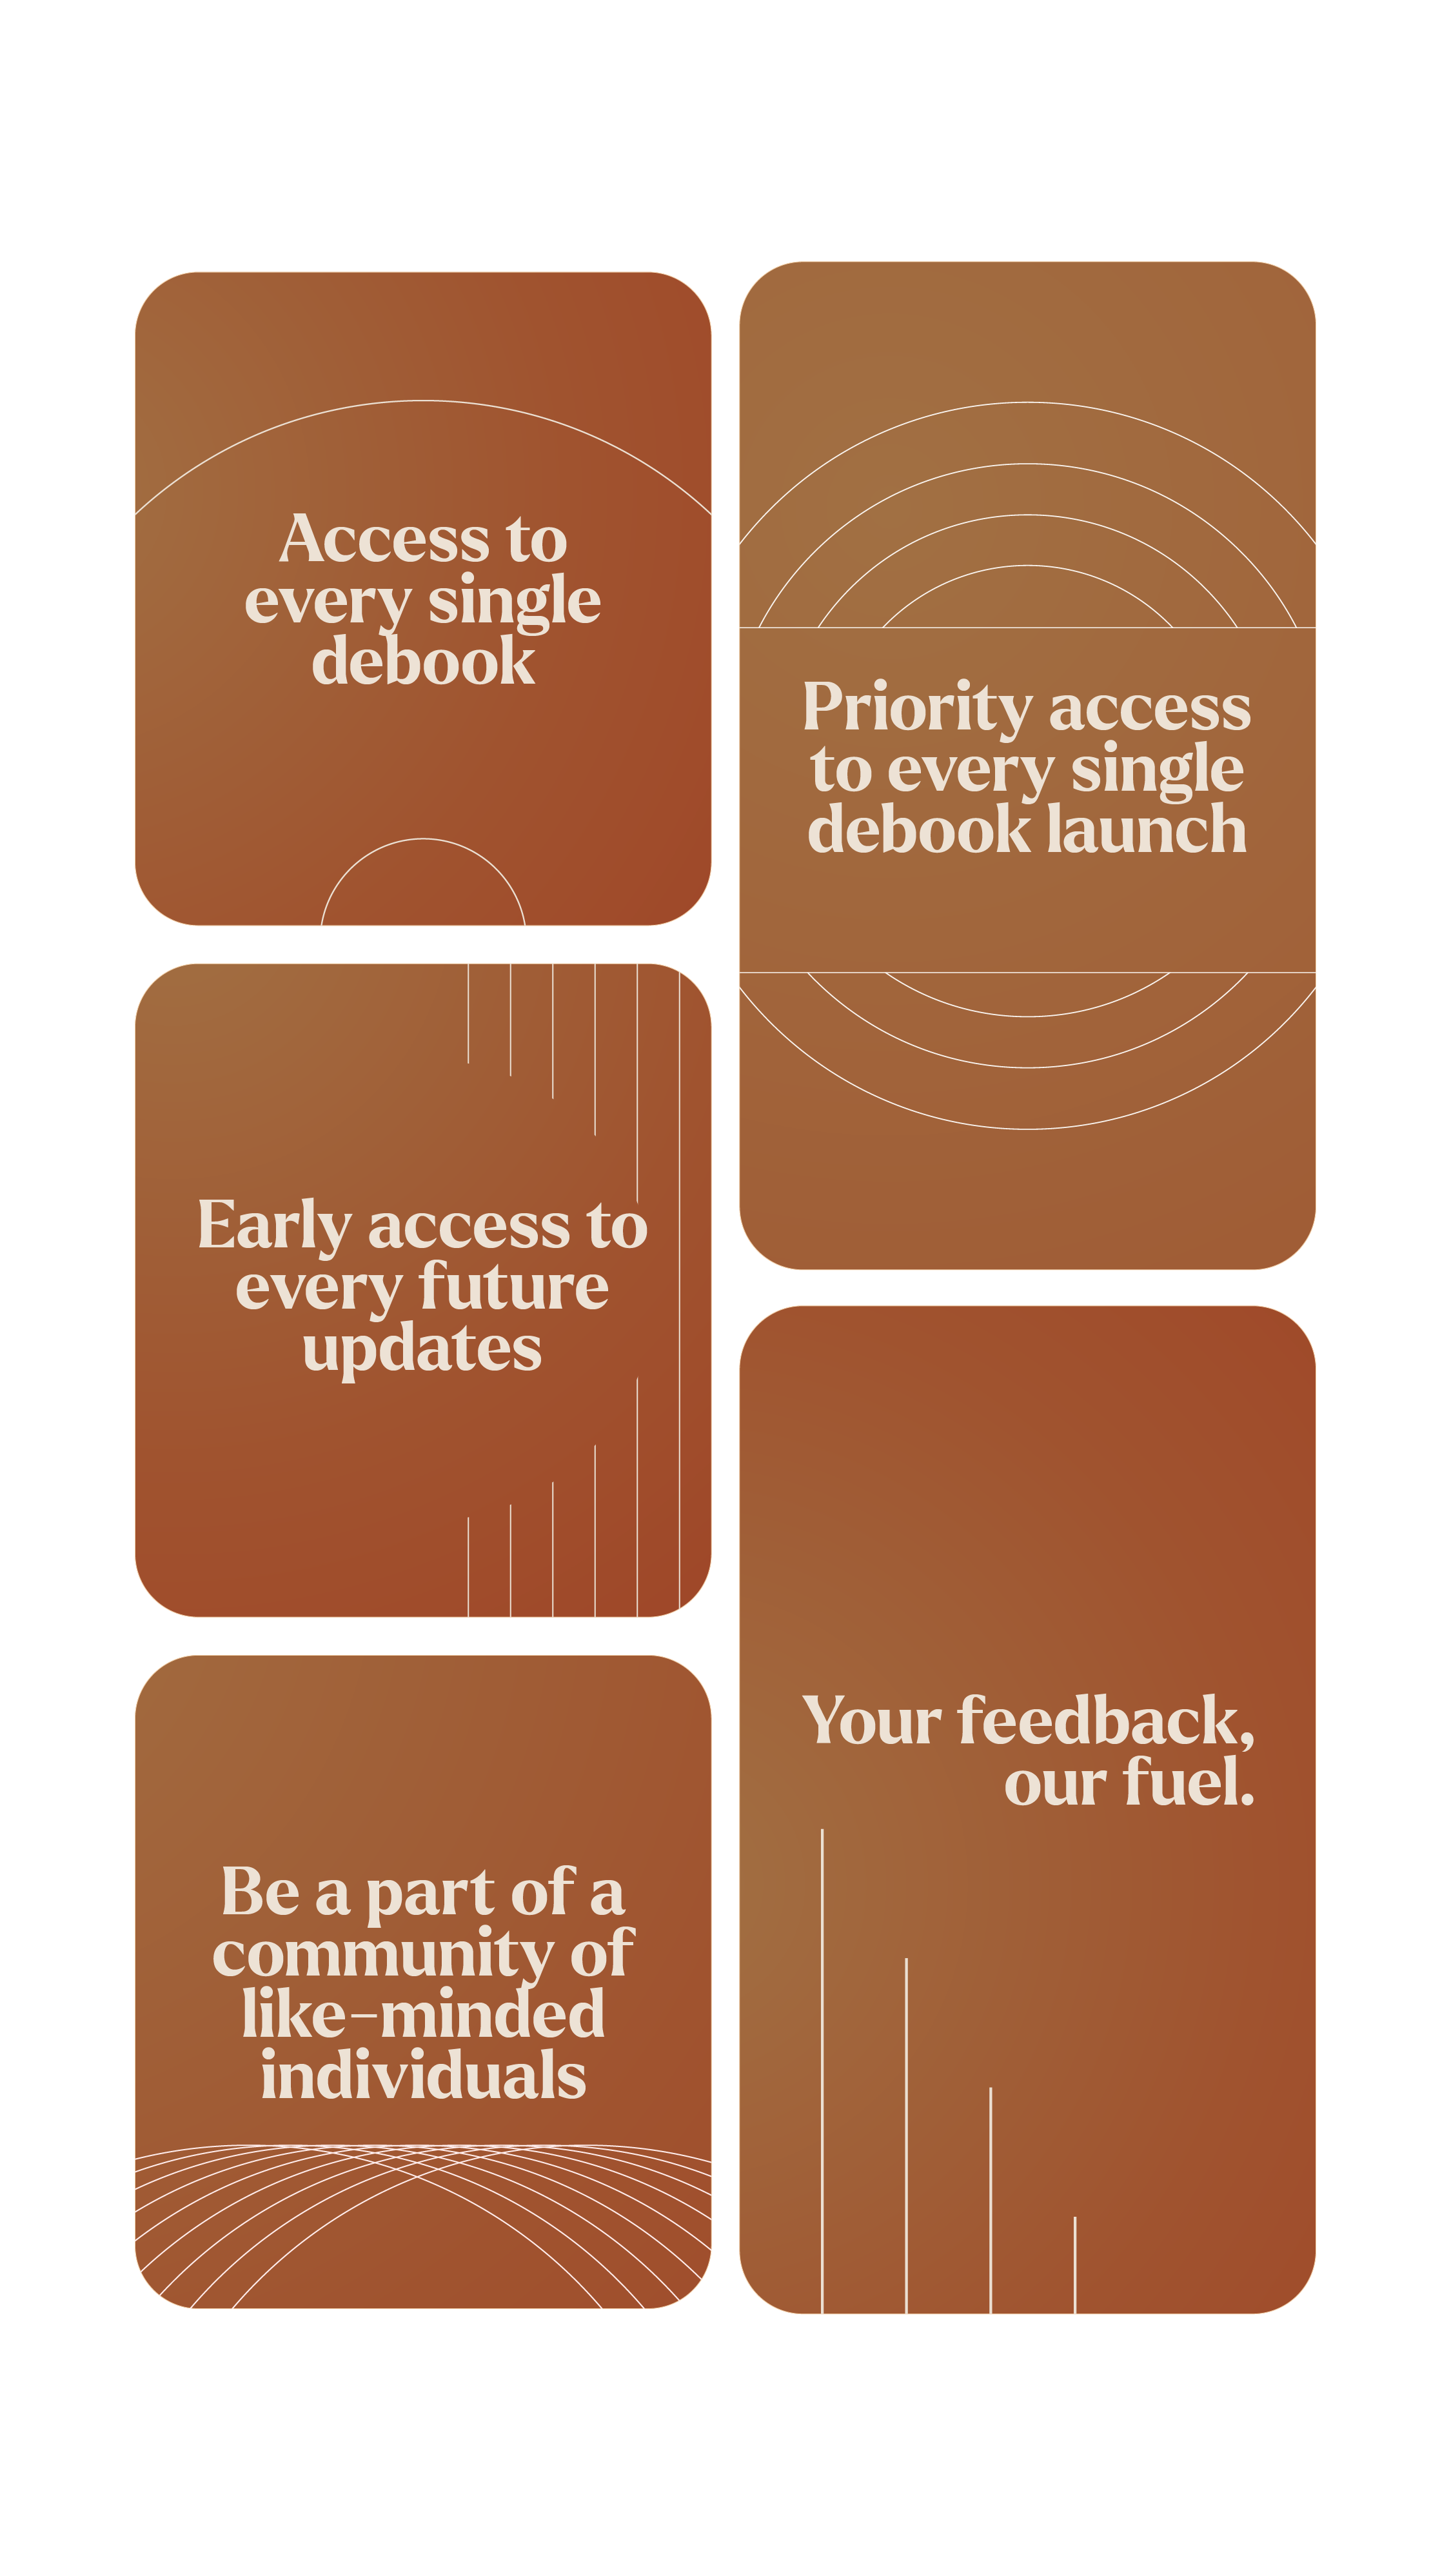 Access to
every single
debook
Priority access
to every single
debook launch
Early access to
every future
updates
Your feedback,
our fuel.
Be a part of a
community of
like-minded
individuals